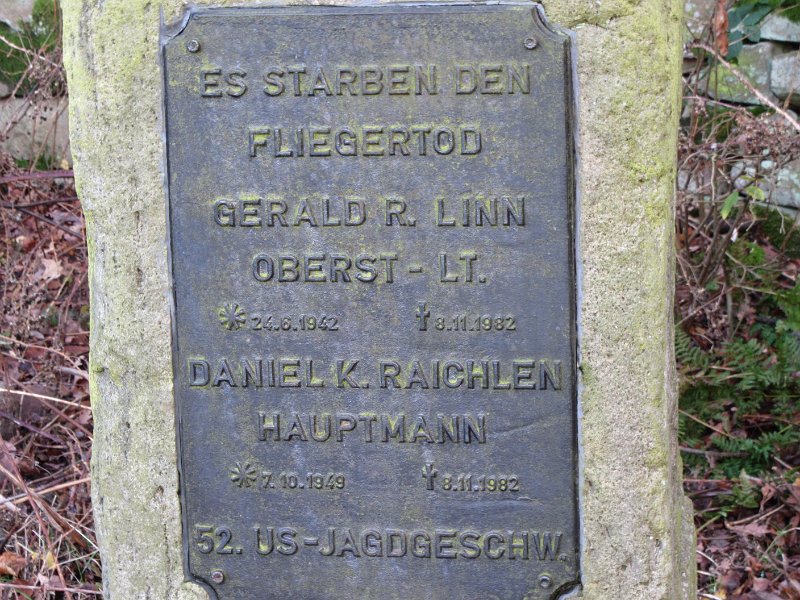 ES STARBEN DEN
FLIEGERTOD
GERALD R. LINN
OBERST - LT.
* 24.6.1942 † 8.11.1982
DANIEL K. RAICHLEN
HAUPTMANN
* 7.10.1949 † 8.11.1982
52. US-JAGDGESCHW.